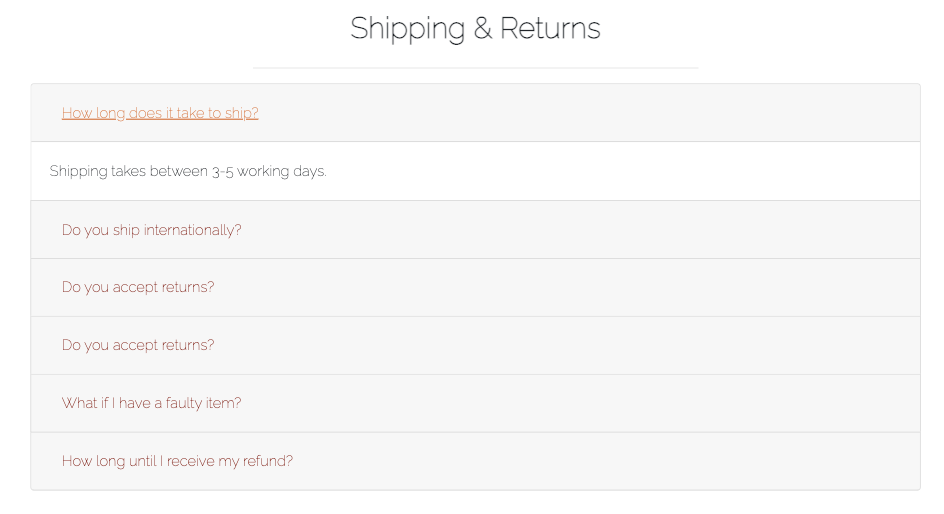 Shipping & Returns
How long does it take to ship?
Shipping takes between 3-5 working days.
Do you ship internationally?
Do you accept returns?
Do you accept returns?
What if I have a faulty item?
How long until I receive my refund?